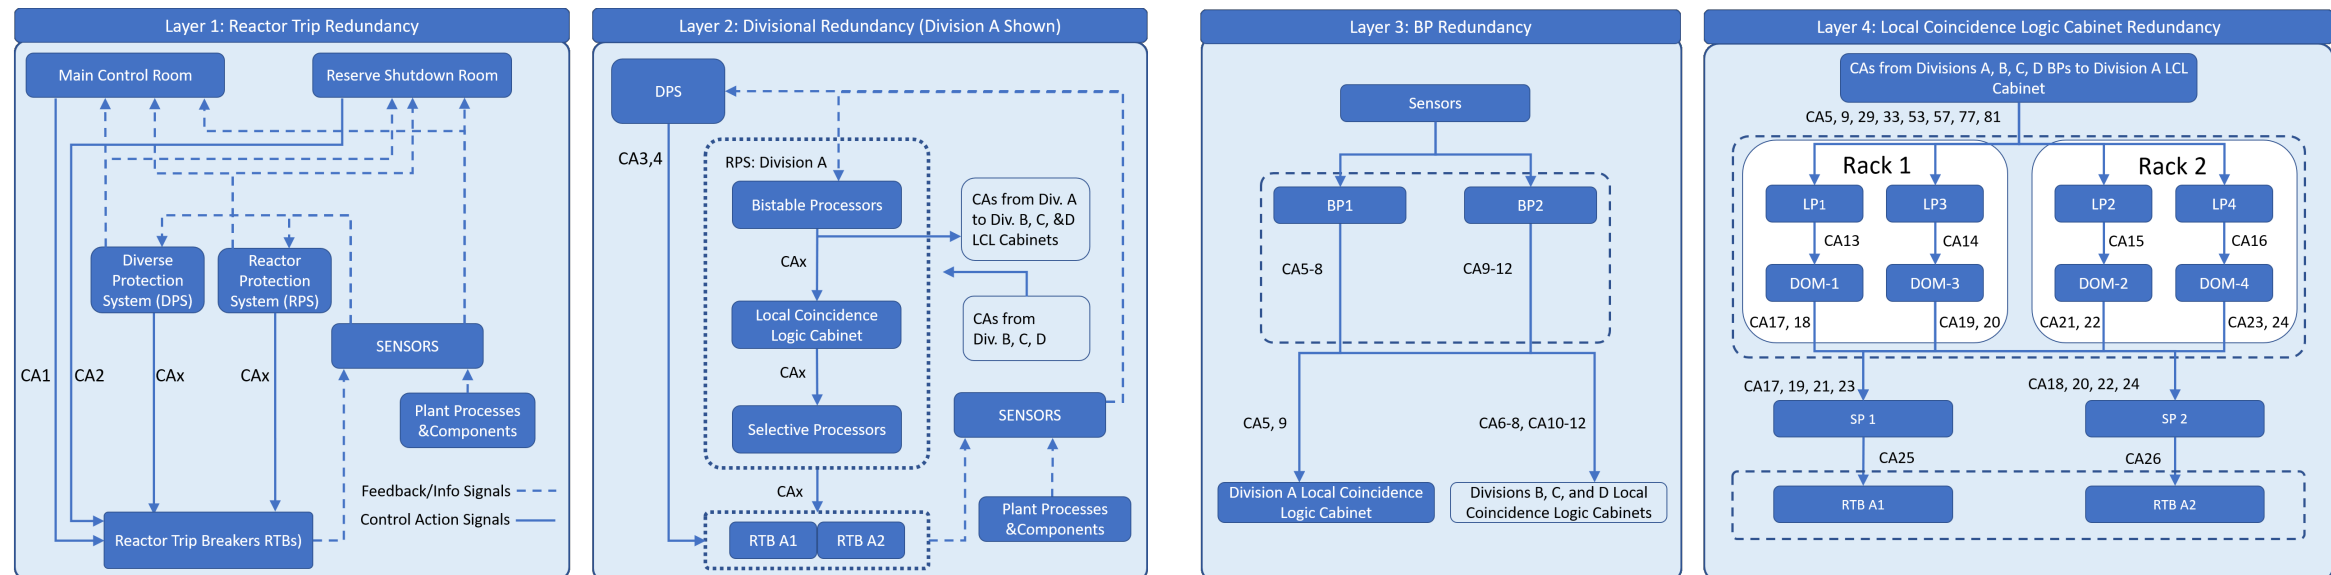 Layer 1: Reactor Trip Redundancy
Main Control Room
Reserve Shutdown Room
Diverse
Protection
System (DPS)
Reactor
Protection
System (RPS)
SENSORS
CA1
CA2
CAx
CAx
Plant Processes
&Components
Feedback/Info Signals
Control Action Signals
Reactor Trip Breakers RTBs)
Layer 2: Divisional Redundancy (Division A Shown)
DPS
CA3,4
RPS: Division A
Bistable Processors
CAs from Div. A
to Div. B, C, &D
LCL Cabinets
CAx
Local Coincidence
Logic Cabinet
CAs from
Div. B, C, D
CAx
Selective Processors
SENSORS
CAx
Plant Processes
&Components
RTB A1
RTB A2
Layer 3: BP Redundancy
Sensors
BP1
BP2
CA5-8
CA9-12
CA5, 9
CA6-8, CA10-12
Division A Local Coincidence
Logic Cabinet
Divisions B, C, and D Local
Coincidence Logic Cabinets
Layer 4: Local Coincidence Logic Cabinet Redundancy
CAs from Divisions A, B, C, D BPs to Division A LCL
Cabinet
CA5, 9, 29, 33, 53, 57, 77, 81
Rack 1
Rack 2
LP1
LP3
LP2
LP4
CA13
CA14
CA15
CA16
DOM-1
DOM-3
DOM-2
DOM-4
CA17, 18
CA19, 20
CA21, 22
CA23, 24
CA17, 19, 21, 23
CA18, 20, 22, 24
SP 1
SP 2
CA25
CA26
RTB A1
RTB A2